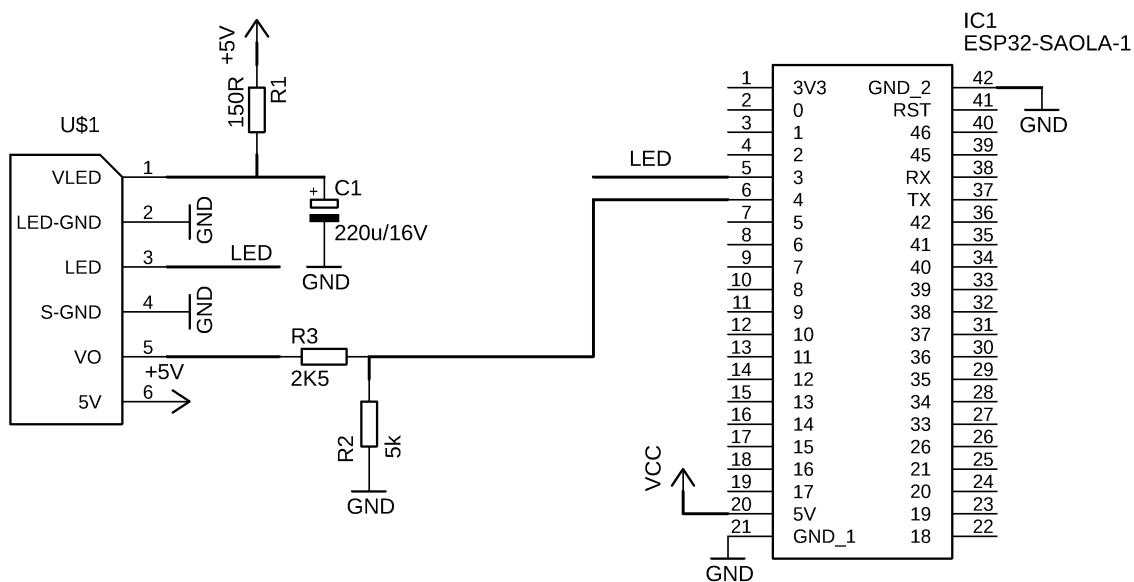 IC1
ESP32-SAOLA-1
+5V
150R
R1
U$1
VLED 1
LED-GND 2
LED 3
S-GND 4
VO 5
5V 6
GND
LED
GND
+5V
+
C1
220u/16V
GND
R3
2K5
R2
5k
GND
LED
VCC
GND
GND
1 3V3 GND_2 42
2 0 RST 41
3 1 46 40
4 2 45 39
5 3 RX 38
6 4 TX 37
7 5 42 36
8 6 41 35
9 7 40 34
10 8 39 33
11 9 38 32
12 10 37 31
13 11 36 30
14 12 35 29
15 13 34 28
16 14 33 27
17 15 26 26
18 16 21 25
19 17 20 24
20 5V 19 23
21 GND_1 18 22